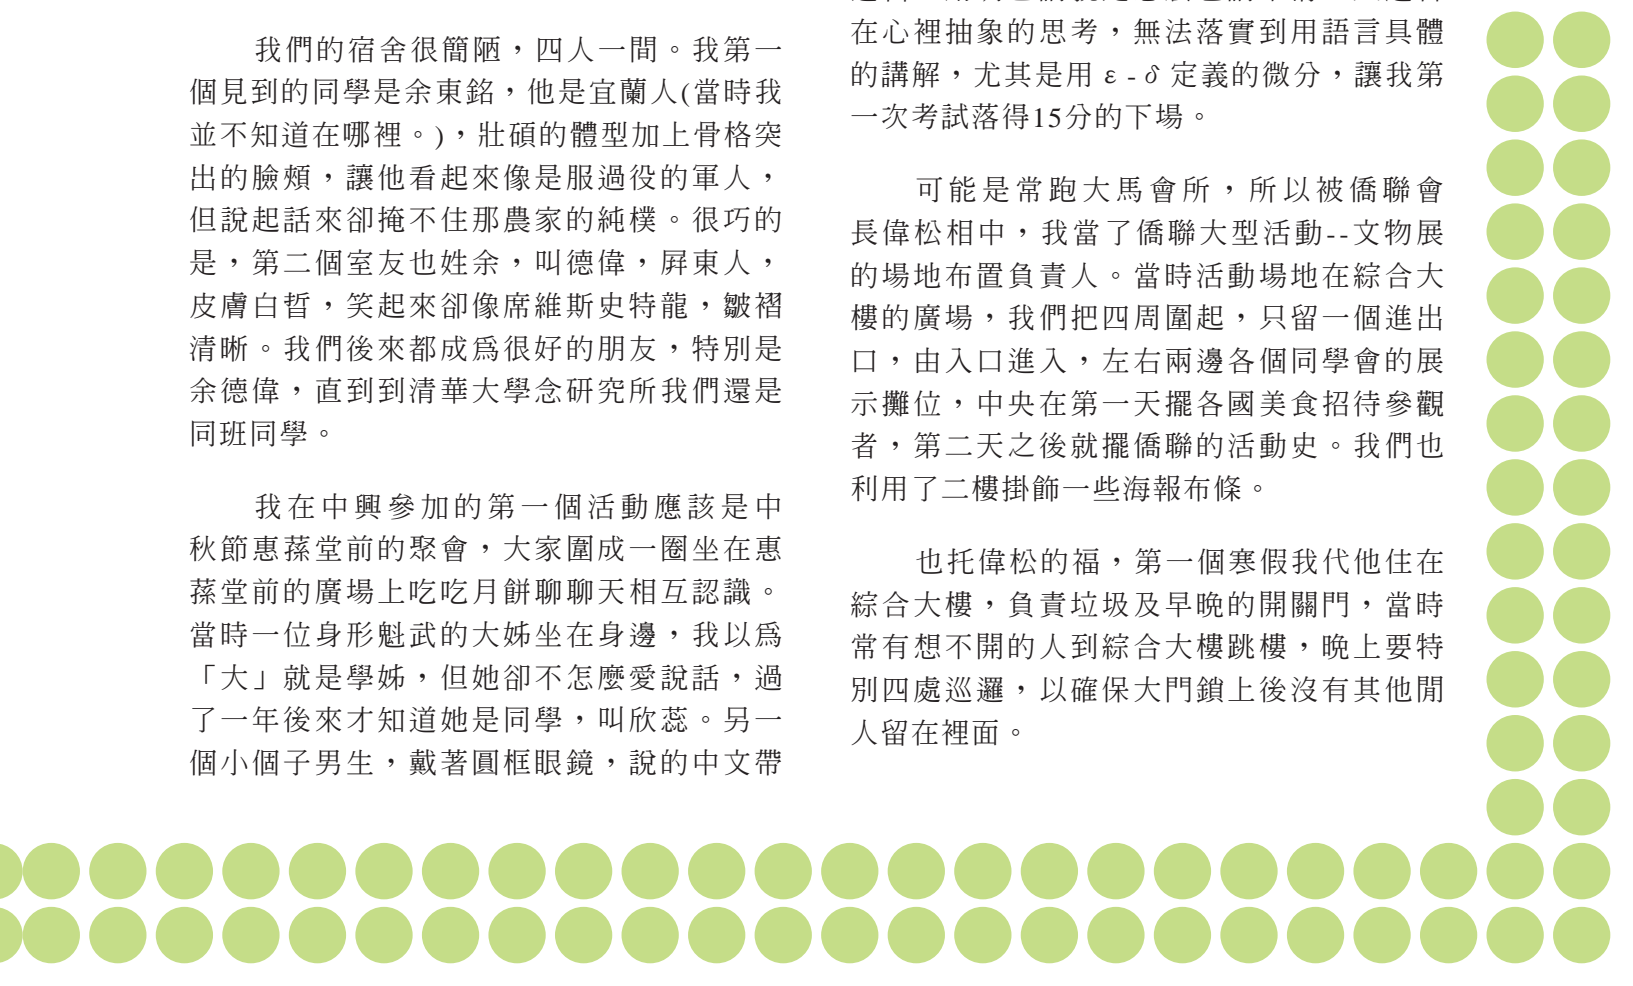 我們的宿舍很簡陋，四人一間。我第一
個見到的同學是余東銘，他是宜蘭人(當時我
並不知道在哪裡。)，壯碩的體型加上骨格突
出的臉頰，讓他看起來像是服過役的軍人，
但說起話來卻掩不住那農家的純樸。很巧的
是，第二個室友也姓余，叫德偉，屏東人，
皮膚白晳，笑起來卻像席維斯史特龍，皺褶
清晰。我們後來都成爲很好的朋友，特別是
余德偉，直到到清華大學念研究所我們還是
同班同學。
我在中興參加的第一個活動應該是中
秋節惠蓀堂前的聚會，大家圍成一圈坐在惠
蓀堂前的廣場上吃吃月餅聊聊天相互認識。
當時一位身形魁武的大姊坐在身邊，我以爲
「大」就是學姊，但她卻不怎麼愛說話，過
了一年後來才知道她是同學，叫欣蕊。另一
個小個子男生，戴著圓框眼鏡，說的中文帶
在心裡抽象的思考，無法落實到用語言具體
的講解，尤其是用 ε - δ 定義的微分，讓我第
一次考試落得15分的下場。
可能是常跑大馬會所，所以被僑聯會
長偉松相中，我當了僑聯大型活動--文物展
的場地布置負責人。當時活動場地在綜合大
樓的廣場，我們把四周圍起，只留一個進出
口，由入口進入，左右兩邊各個同學會的展
示攤位，中央在第一天擺各國美食招待參觀
者，第二天之後就擺僑聯的活動史。我們也
利用了二樓掛飾一些海報布條。
也托偉松的福，第一個寒假我代他住在
綜合大樓，負責垃圾及早晚的開關門，當時
常有想不開的人到綜合大樓跳樓，晚上要特
別四處巡邏，以確保大門鎖上後沒有其他閒
人留在裡面。